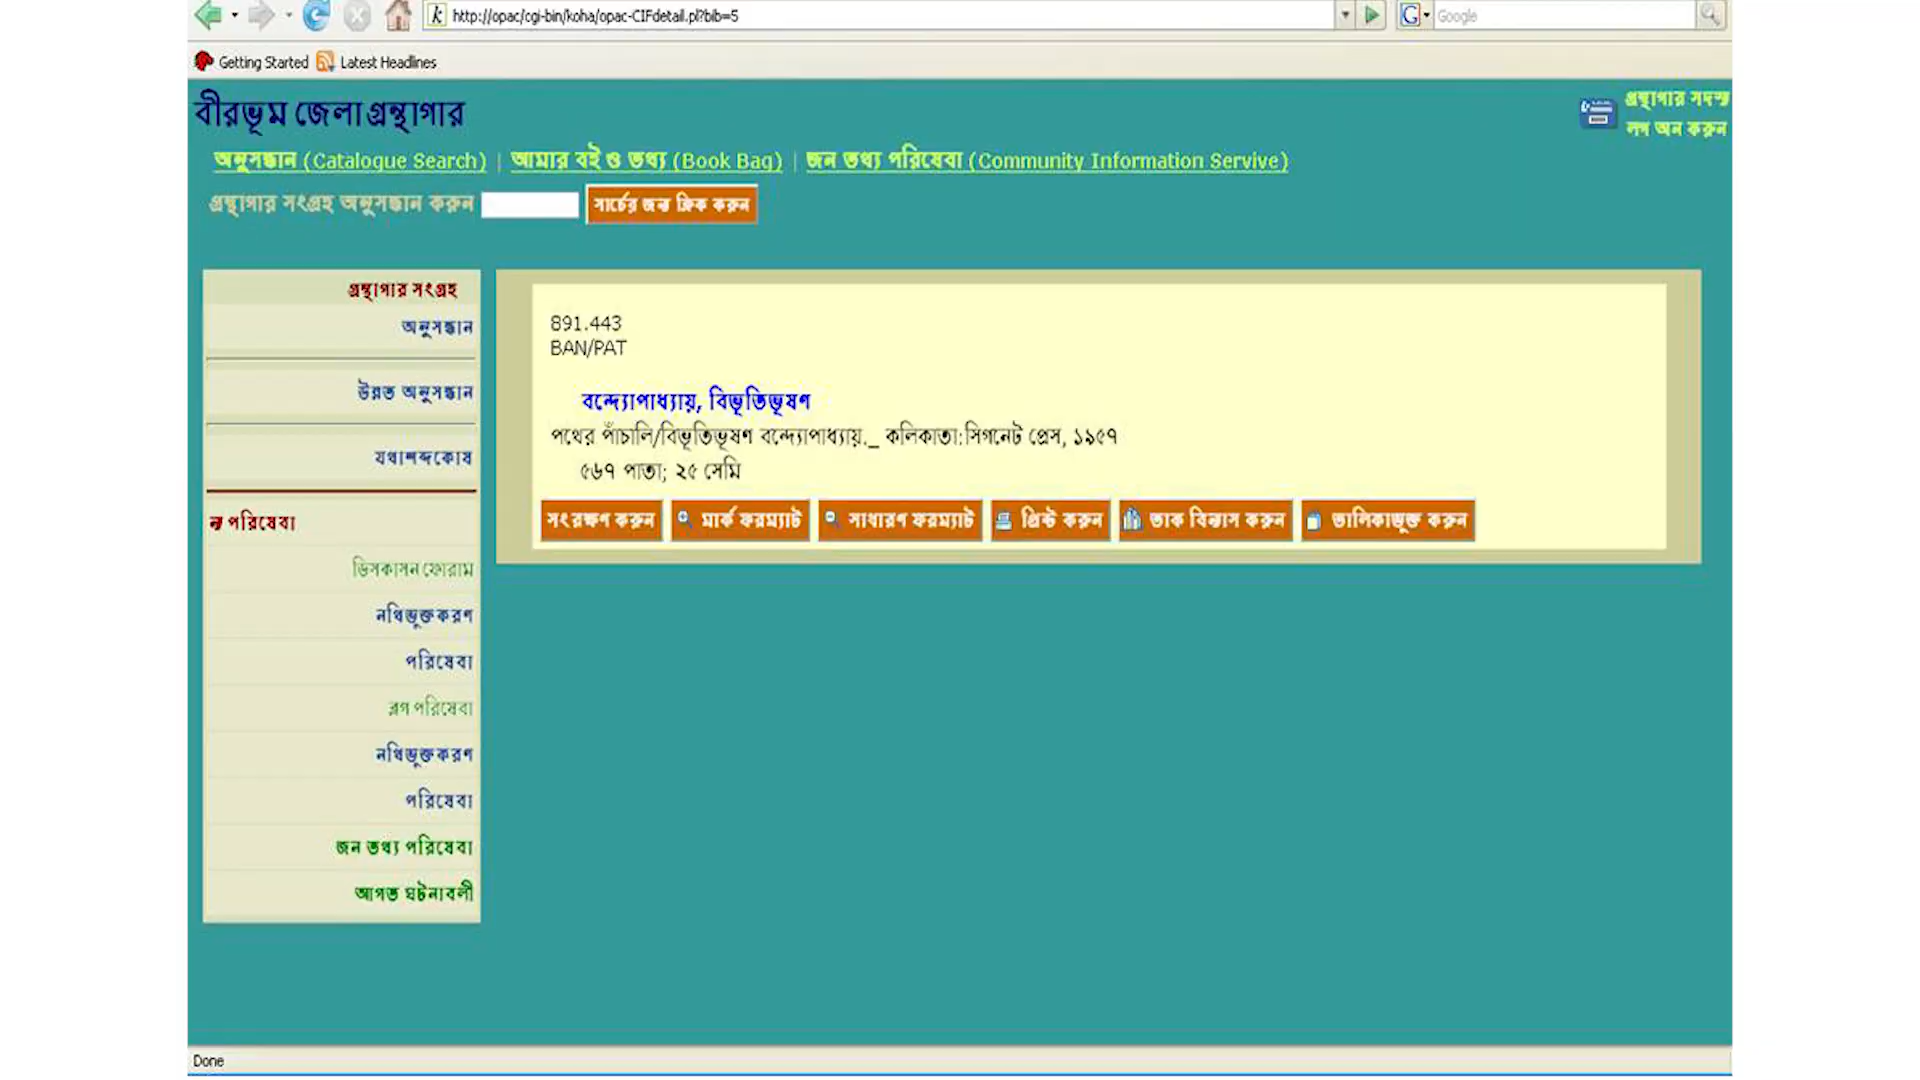 http://opac/cgi-bin/koha/opac-CIFdetail.pl?bib=5
Google
Getting Started
Latest Headlines
বীরভূম জেলা গ্রন্থাগার
গ্রন্থাগার সদস্য
লগ অন করুন
অনুসন্ধান (Catalogue Search) | আমার বই ও তথ্য (Book Bag) | জন তথ্য পরিষেবা (Community Information Servive)
গ্রন্থাগার সংগ্রহ অনুসন্ধান করুন
সার্চের জন্য ক্লিক করুন
গ্রন্থাগার সংগ্রহ
অনুসন্ধান
উন্নত অনুসন্ধান
যথাশব্দকোষ
ন্য পরিষেবা
ডিসকাসন ফোরাম
নথিভুক্তকরণ
পরিষেবা
ব্লগ পরিষেবা
নথিভুক্তকরণ
পরিষেবা
জন তথ্য পরিষেবা
আগত ঘটনাবলী
891.443
BAN/PAT
বন্দ্যোপাধ্যায়, বিভূতিভূষণ
পথের পাঁচালি/বিভূতিভূষণ বন্দ্যোপাধ্যায়._ কলিকাতা:সিগনেট প্রেস, ১৯৫৭
৫৬৭ পাতা; ২৫ সেমি
সংরক্ষণ করুন
মার্ক ফরম্যাট
সাধারণ ফরম্যাট
প্রিন্ট করুন
তাক বিন্যাস করুন
তালিকাভুক্ত করুন
Done